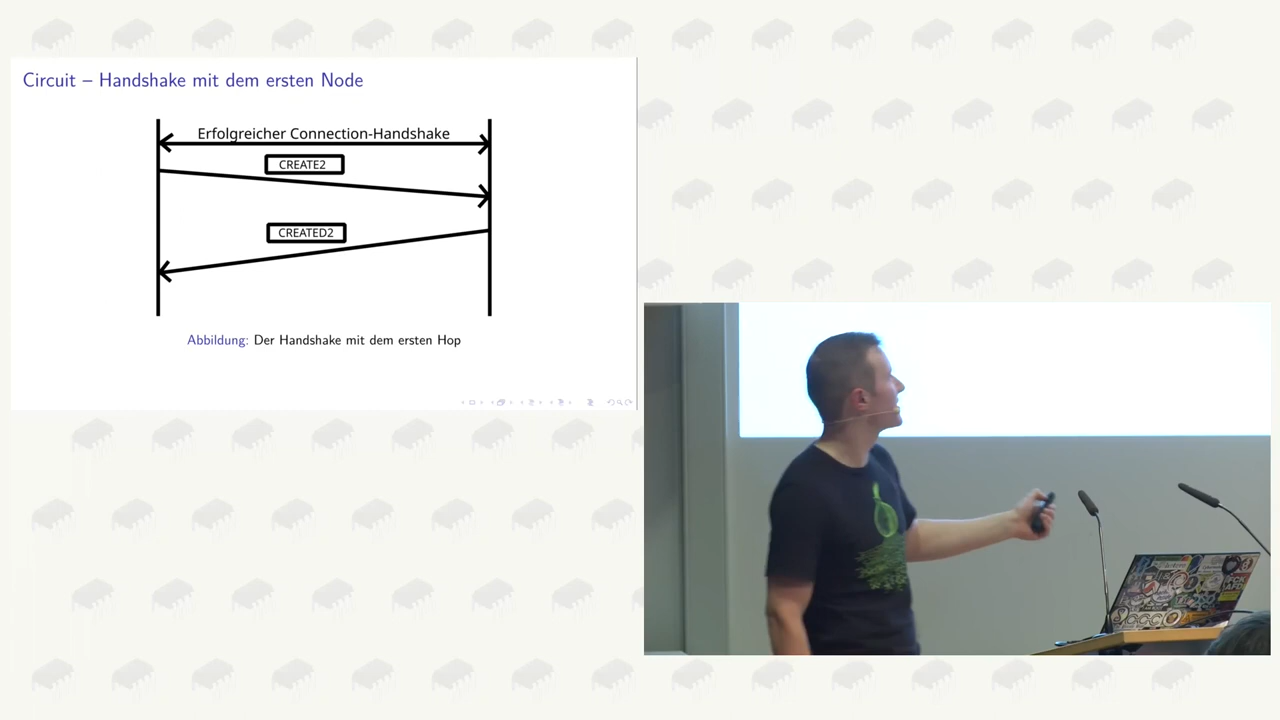 Circuit – Handshake mit dem ersten Node
Erfolgreicher Connection-Handshake
CREATE2
CREATED2
Abbildung: Der Handshake mit dem ersten Hop